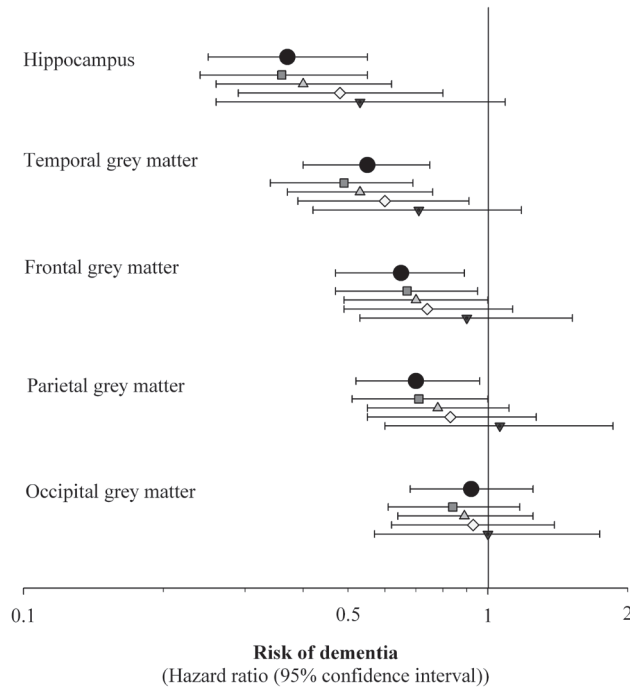 Hippocampus
Temporal grey matter
Frontal grey matter
Parietal grey matter
Occipital grey matter
0.1 0.5 1 2
Risk of dementia
(Hazard ratio (95% confidence interval))